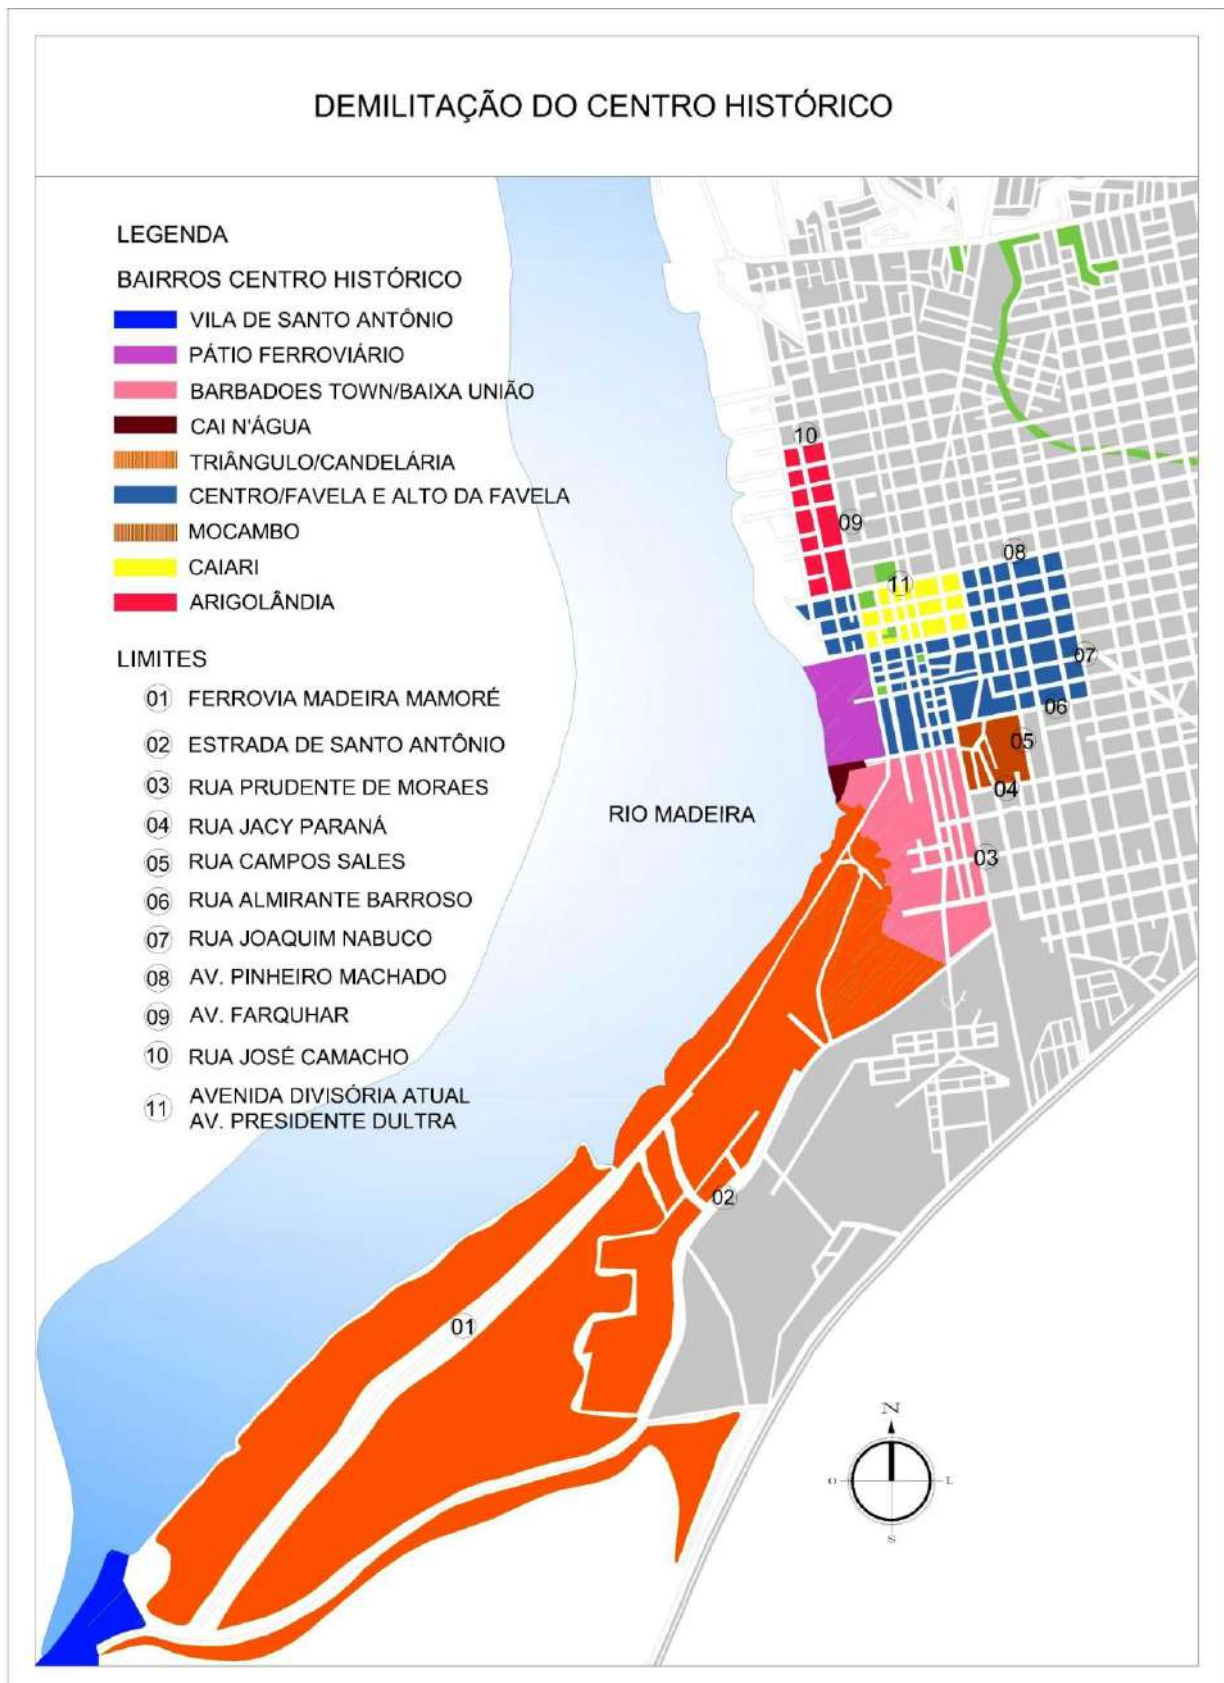 DEMILITAÇÃO DO CENTRO HISTÓRICO
LEGENDA
BAIRROS CENTRO HISTÓRICO
VILA DE SANTO ANTÔNIO
PÁTIO FERROVIÁRIO
BARBADOES TOWN/BAIXA UNIÃO
CAI N'ÁGUA
TRIÂNGULO/CANDELÁRIA
CENTRO/FAVELA E ALTO DA FAVELA
MOCAMBO
CAIARI
ARIGOLÂNDIA
LIMITES
01 FERROVIA MADEIRA MAMORÉ
02 ESTRADA DE SANTO ANTÔNIO
03 RUA PRUDENTE DE MORAES
04 RUA JACY PARANÁ
05 RUA CAMPOS SALES
06 RUA ALMIRANTE BARROSO
07 RUA JOAQUIM NABUCO
08 AV. PINHEIRO MACHADO
09 AV. FARQUHAR
10 RUA JOSÉ CAMACHO
11 AVENIDA DIVISÓRIA ATUAL
AV. PRESIDENTE DULTRA
10
09
08
11
07
06
05
04
RIO MADEIRA
03
02
01
N
O L
S